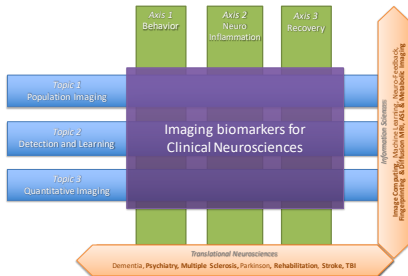 Axis 1
Behavior
Axis 2
Neuro
Inflammation
Axis 3
Recovery
Topic 1
Population Imaging
Topic 2
Detection and Learning
Topic 3
Quantitative Imaging
Imaging biomarkers for
Clinical Neurosciences
Information Sciences
Image Computing, Machine Learning, Neuro-Feedback,
Fingerprinting & Diffusion MRI, ASL & Metabolic Imaging
Translational Neurosciences
Dementia, Psychiatry, Multiple Sclerosis, Parkinson, Rehabilitation, Stroke, TBI